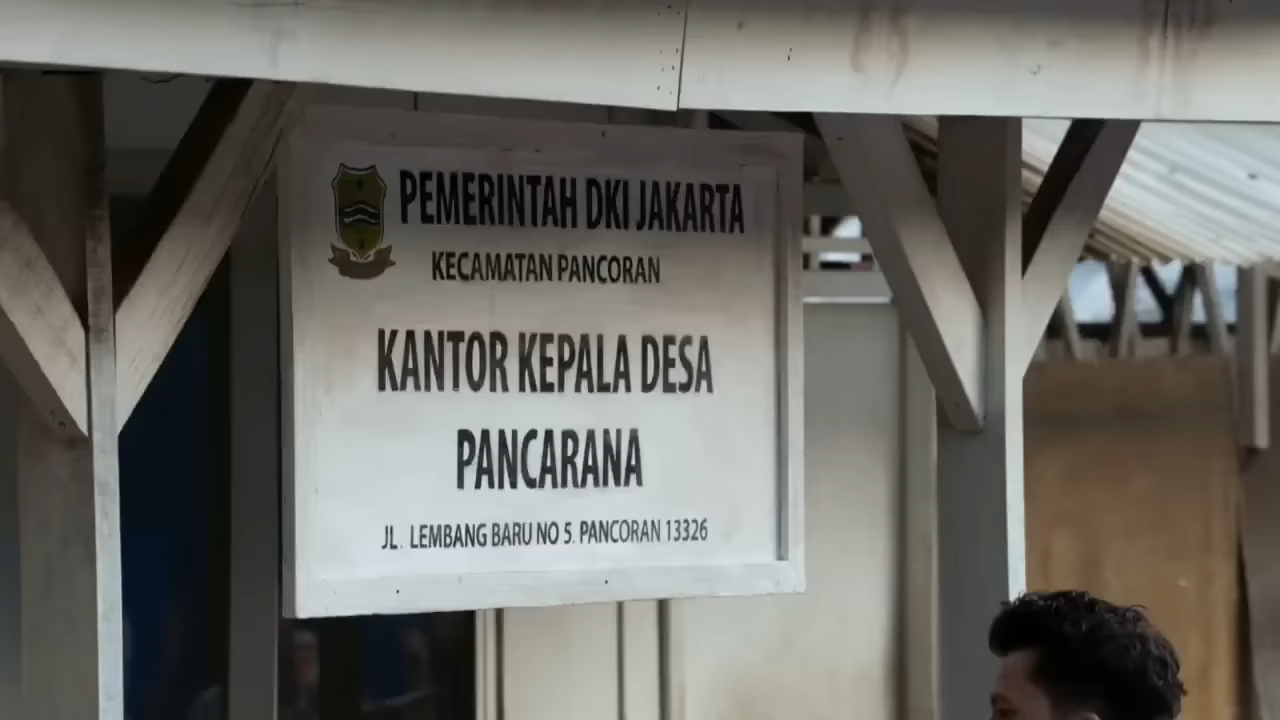 PEMERINTAH DKI JAKARTA
KECAMATAN PANCORAN
KANTOR KEPALA DESA
PANCARANA
JL. LEMBANG BARU NO 5. PANCORAN 13326